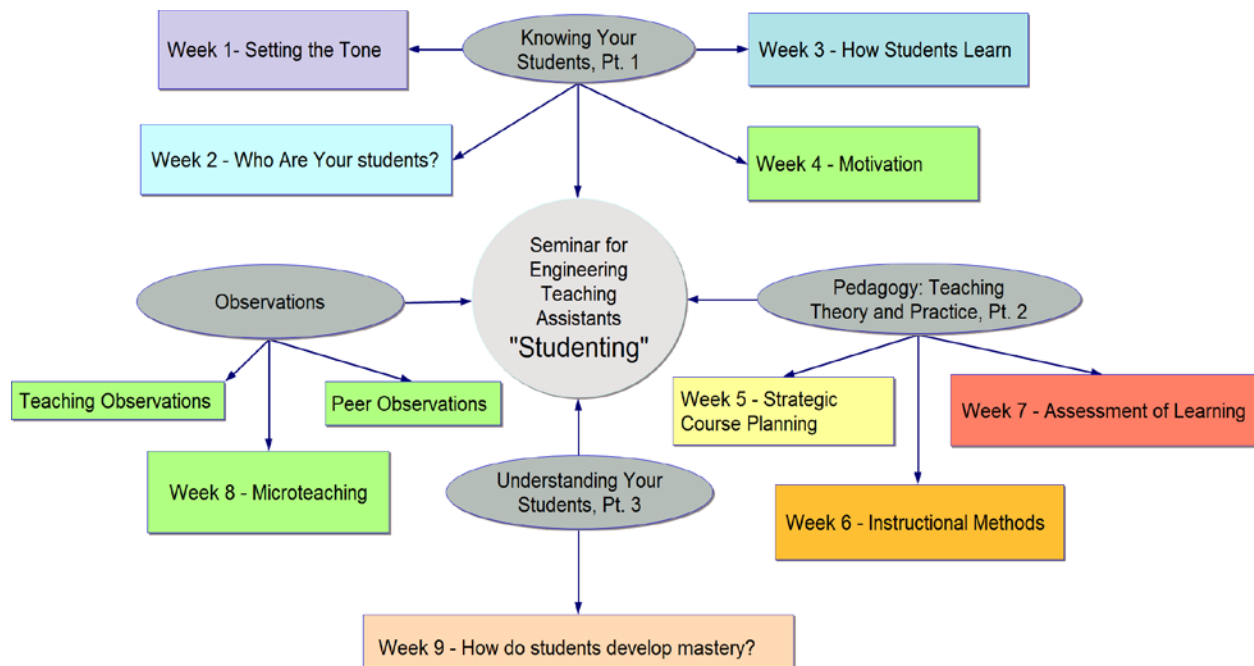 Week 1- Setting the Tone
Knowing Your
Students, Pt. 1
Week 3 - How Students Learn
Week 2 - Who Are Your students?
Week 4 - Motivation
Seminar for
Engineering
Teaching
Assistants
"Studenting"
Observations
Pedagogy: Teaching
Theory and Practice, Pt. 2
Teaching Observations
Peer Observations
Week 8 - Microteaching
Week 5 - Strategic
Course Planning
Week 7 - Assessment of Learning
Week 6 - Instructional Methods
Understanding Your
Students, Pt. 3
Week 9 - How do students develop mastery?